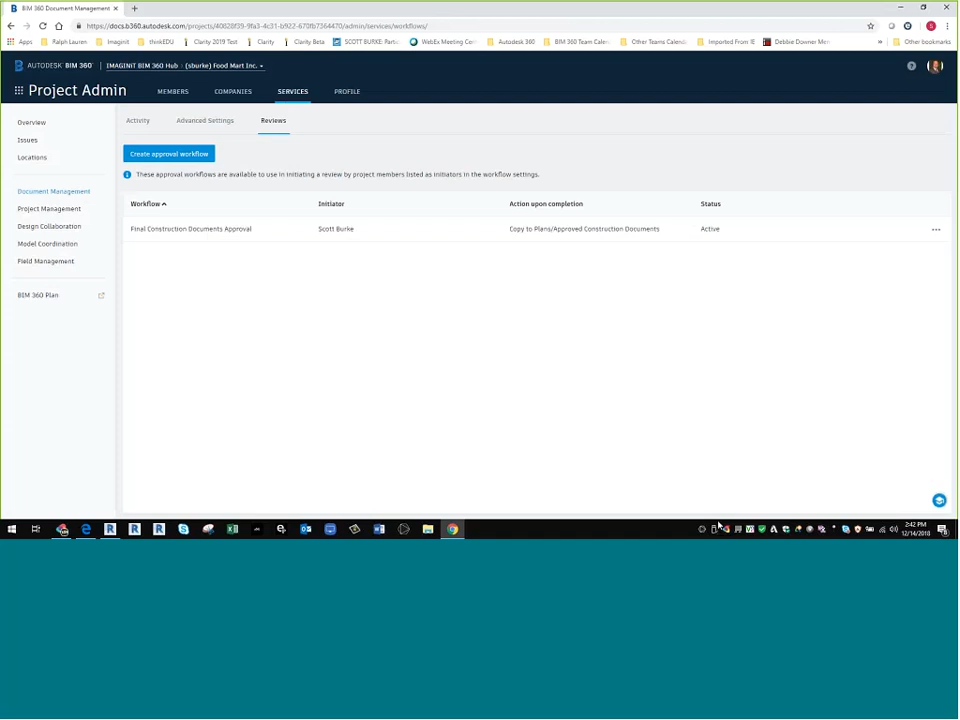 BIM 360 Document Management
https://docs.b360.autodesk.com/projects/40628f39-9fa3-4c31-b922-670fb7364470/admin/services/workflows/
Apps Ralph Lauren Imaginit thinkEDU Clarity 2019 Test Clarity Clarity Beta SCOTT BURKE: Partic WebEx Meeting Cen Autodesk 360 BIM 360 Team Calen Other Teams Calenda Imported From IE Debbie Downer Mem » Other bookmarks
AUTODESK BIM 360 IMAGINiT BIM 360 Hub : (sburke) Food Mart Inc.
Project Admin MEMBERS COMPANIES SERVICES PROFILE
Overview
Issues
Locations
Document Management
Project Management
Design Collaboration
Model Coordination
Field Management
BIM 360 Plan
Activity Advanced Settings Reviews
Create approval workflow
These approval workflows are available to use in initiating a review by project members listed as initiators in the workflow settings.
Workflow Initiator Action upon completion Status
Final Construction Documents Approval Scott Burke Copy to Plans/Approved Construction Documents Active
2:42 PM
12/14/2018